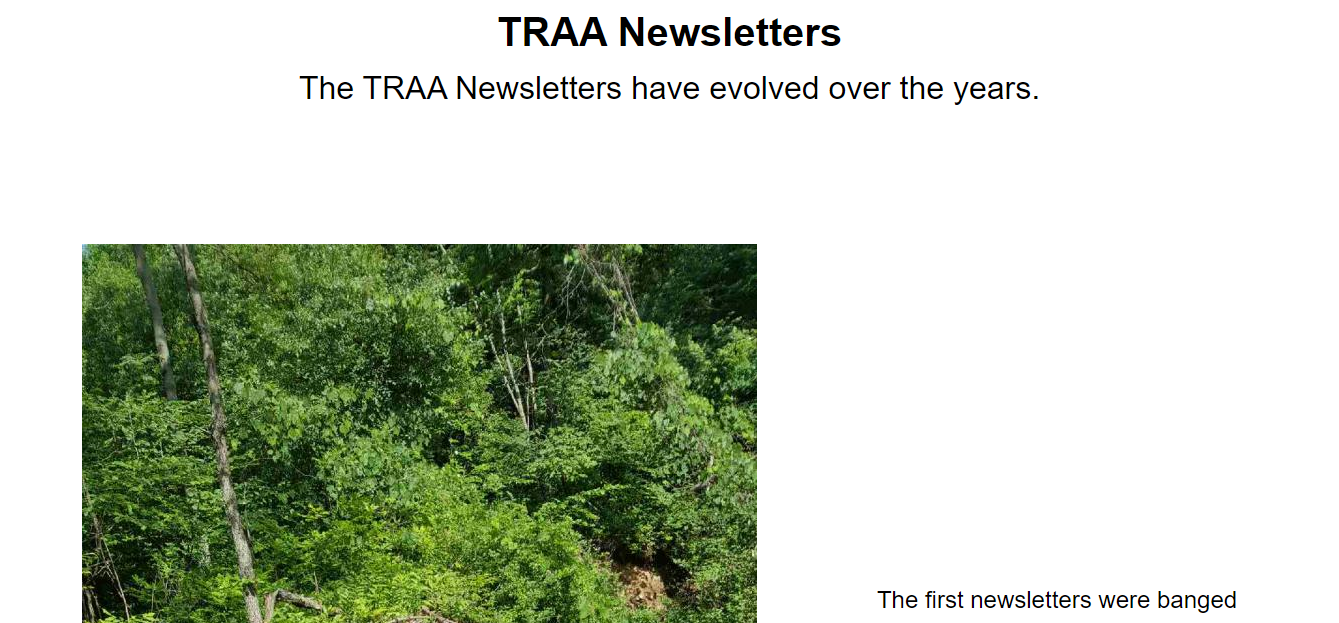 TRAA Newsletters
The TRAA Newsletters have evolved over the years.
The first newsletters were banged